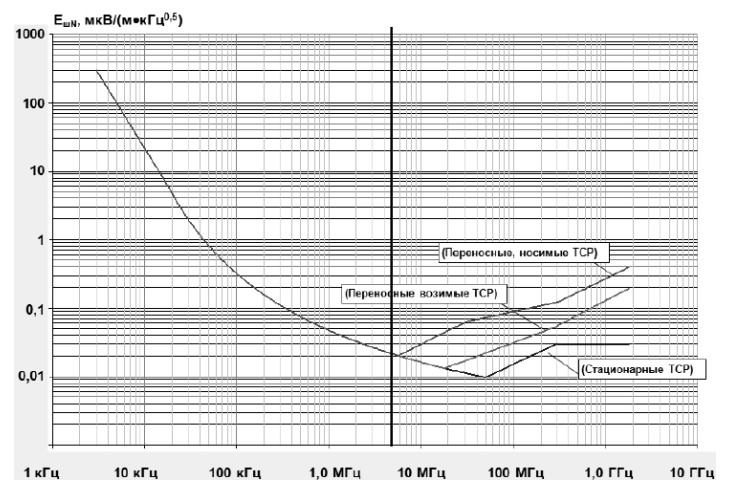 EшN, мкВ/(м•кГц0,5)
1000
100
10
1
0,1
0,01
(Переносные, носимые ТСР)
(Переносные возимые ТСР)
(Стационарные ТСР)
1 кГц 10 кГц 100 кГц 1,0 МГц 10 МГц 100 МГц 1,0 ГГц 10 ГГц